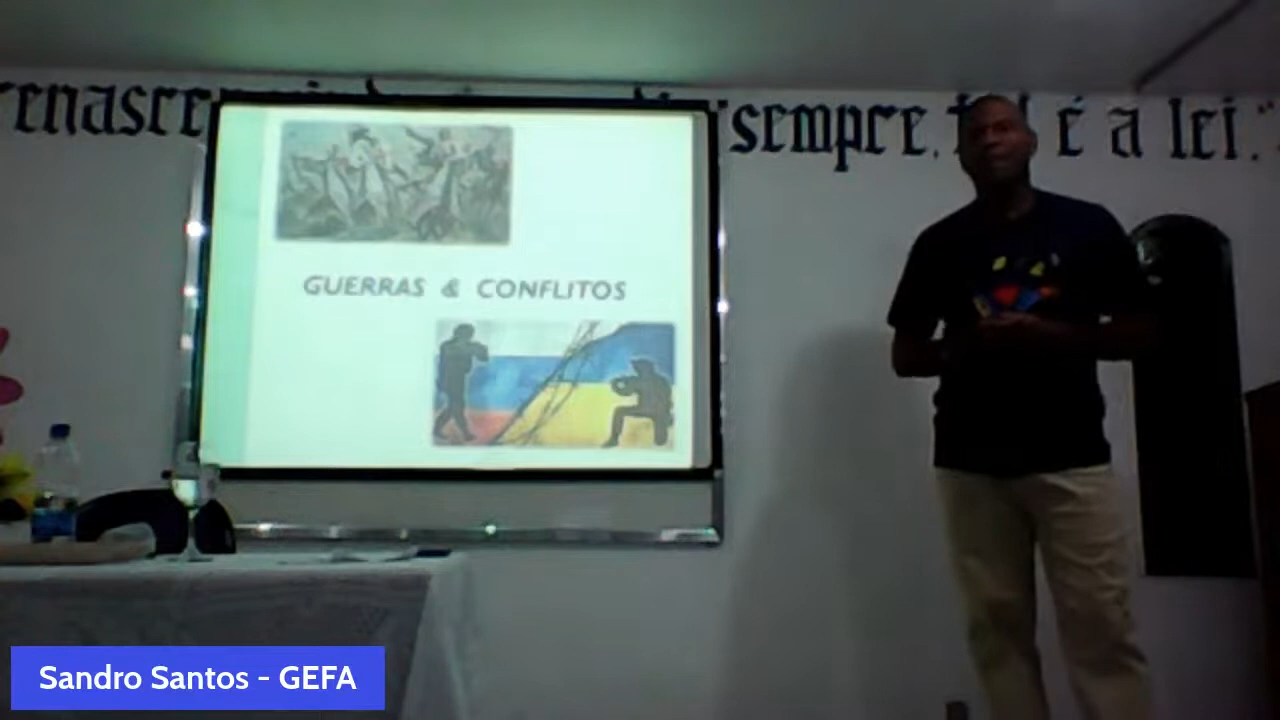 renascer
"sempre, é a lei."
GUERRAS & CONFLITOS
Sandro Santos - GEFA